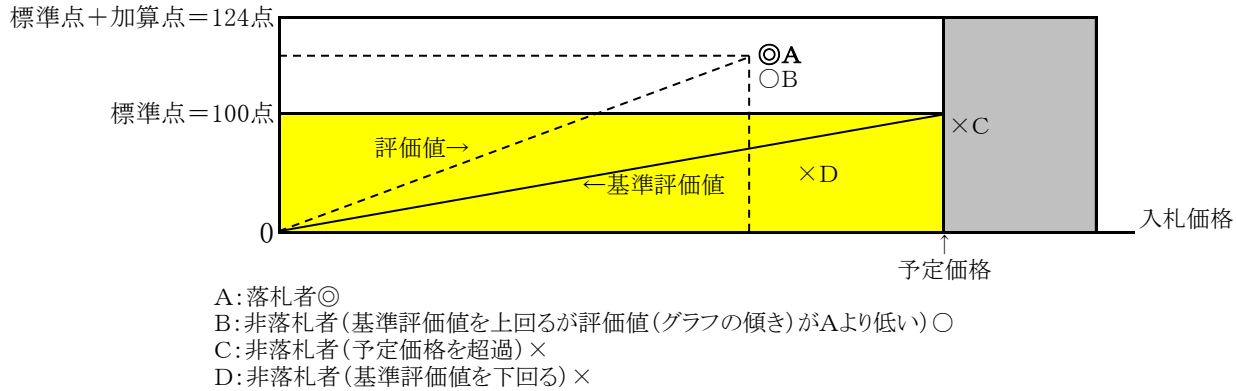 標準点＋加算点＝124点
◎A
○B
標準点＝100点
×C
評価値→
×D
←基準評価値
入札価格
0
↑
予定価格
A：落札者◎
B：非落札者（基準評価値を上回るが評価値（グラフの傾き）がAより低い）○
C：非落札者（予定価格を超過）×
D：非落札者（基準評価値を下回る）×